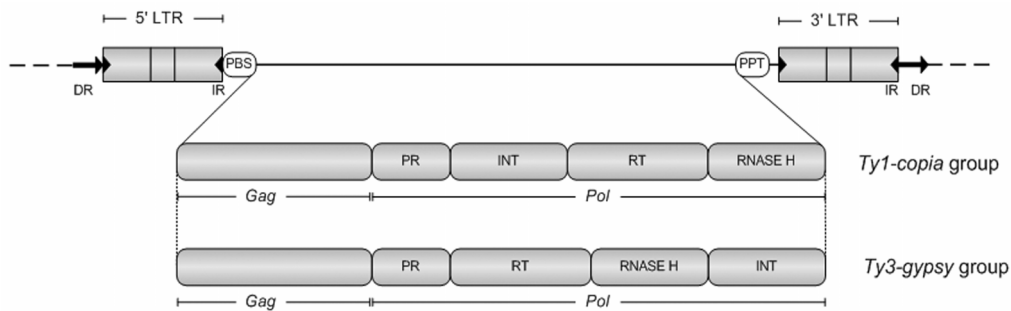 5' LTR 3' LTR
PBS PPT
DR IR IR DR
PR INT RT RNASE H Ty1-copia group
Gag Pol
PR RT RNASE H INT Ty3-gypsy group
Gag Pol